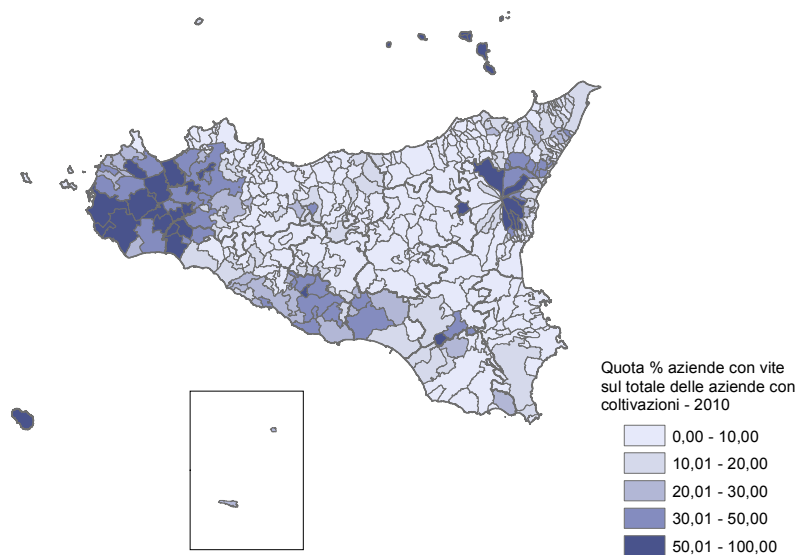 Quota % aziende con vite
sul totale delle aziende con
coltivazioni - 2010
0,00 - 10,00
10,01 - 20,00
20,01 - 30,00
30,01 - 50,00
50,01 - 100,00